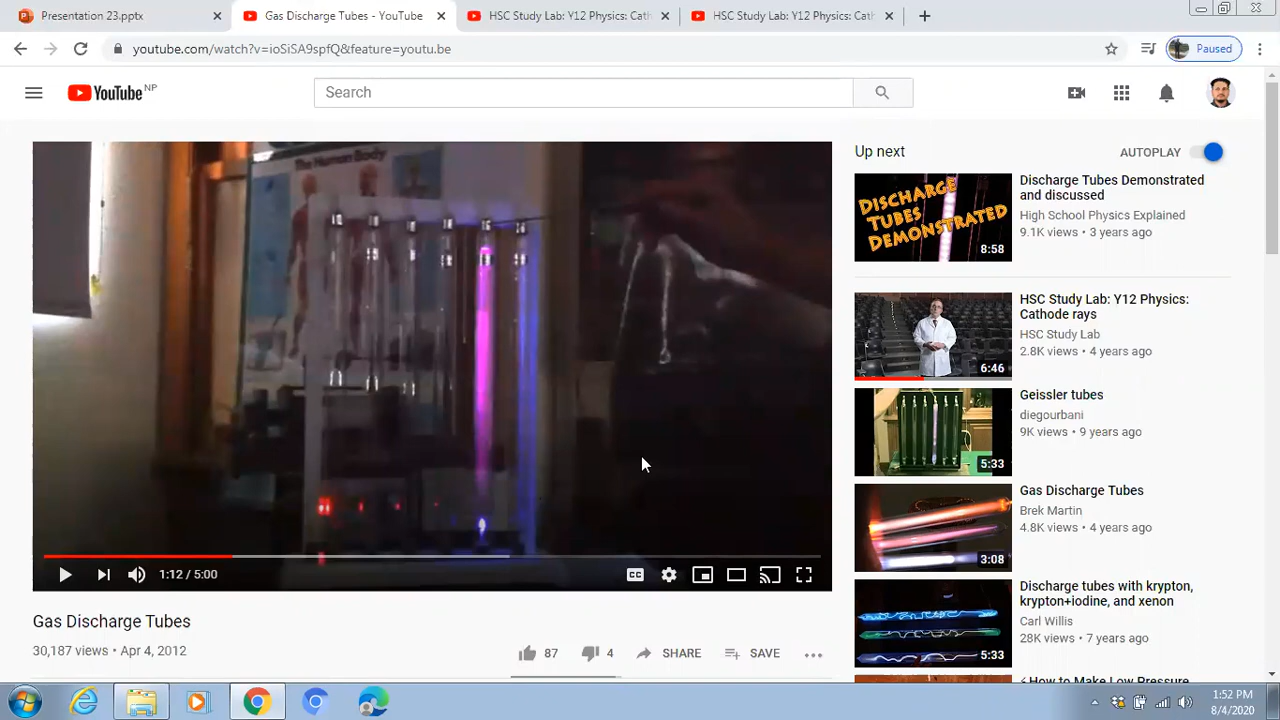 Presentation 23.pptx
Gas Discharge Tubes - YouTube
HSC Study Lab: Y12 Physics: Cath
HSC Study Lab: Y12 Physics: Cath
youtube.com/watch?v=ioSiSA9spfQ&feature=youtu.be
Paused
YouTube NP
Search
The Human Body
1:12 / 5:00
CC
Gas Discharge Tubes
30,187 views • Apr 4, 2012
87
4
SHARE
SAVE
Up next
AUTOPLAY
DISCHARGE
TUBES
DEMONSTRATED
8:58
Discharge Tubes Demonstrated
and discussed
High School Physics Explained
9.1K views • 3 years ago
6:46
HSC Study Lab: Y12 Physics:
Cathode rays
HSC Study Lab
2.8K views • 4 years ago
5:33
Geissler tubes
diegourbani
9K views • 9 years ago
3:08
Gas Discharge Tubes
Brek Martin
4.8K views • 4 years ago
5:33
Discharge tubes with krypton,
krypton+iodine, and xenon
Carl Willis
28K views • 7 years ago
How to Make Low Pressure
1:52 PM
8/4/2020